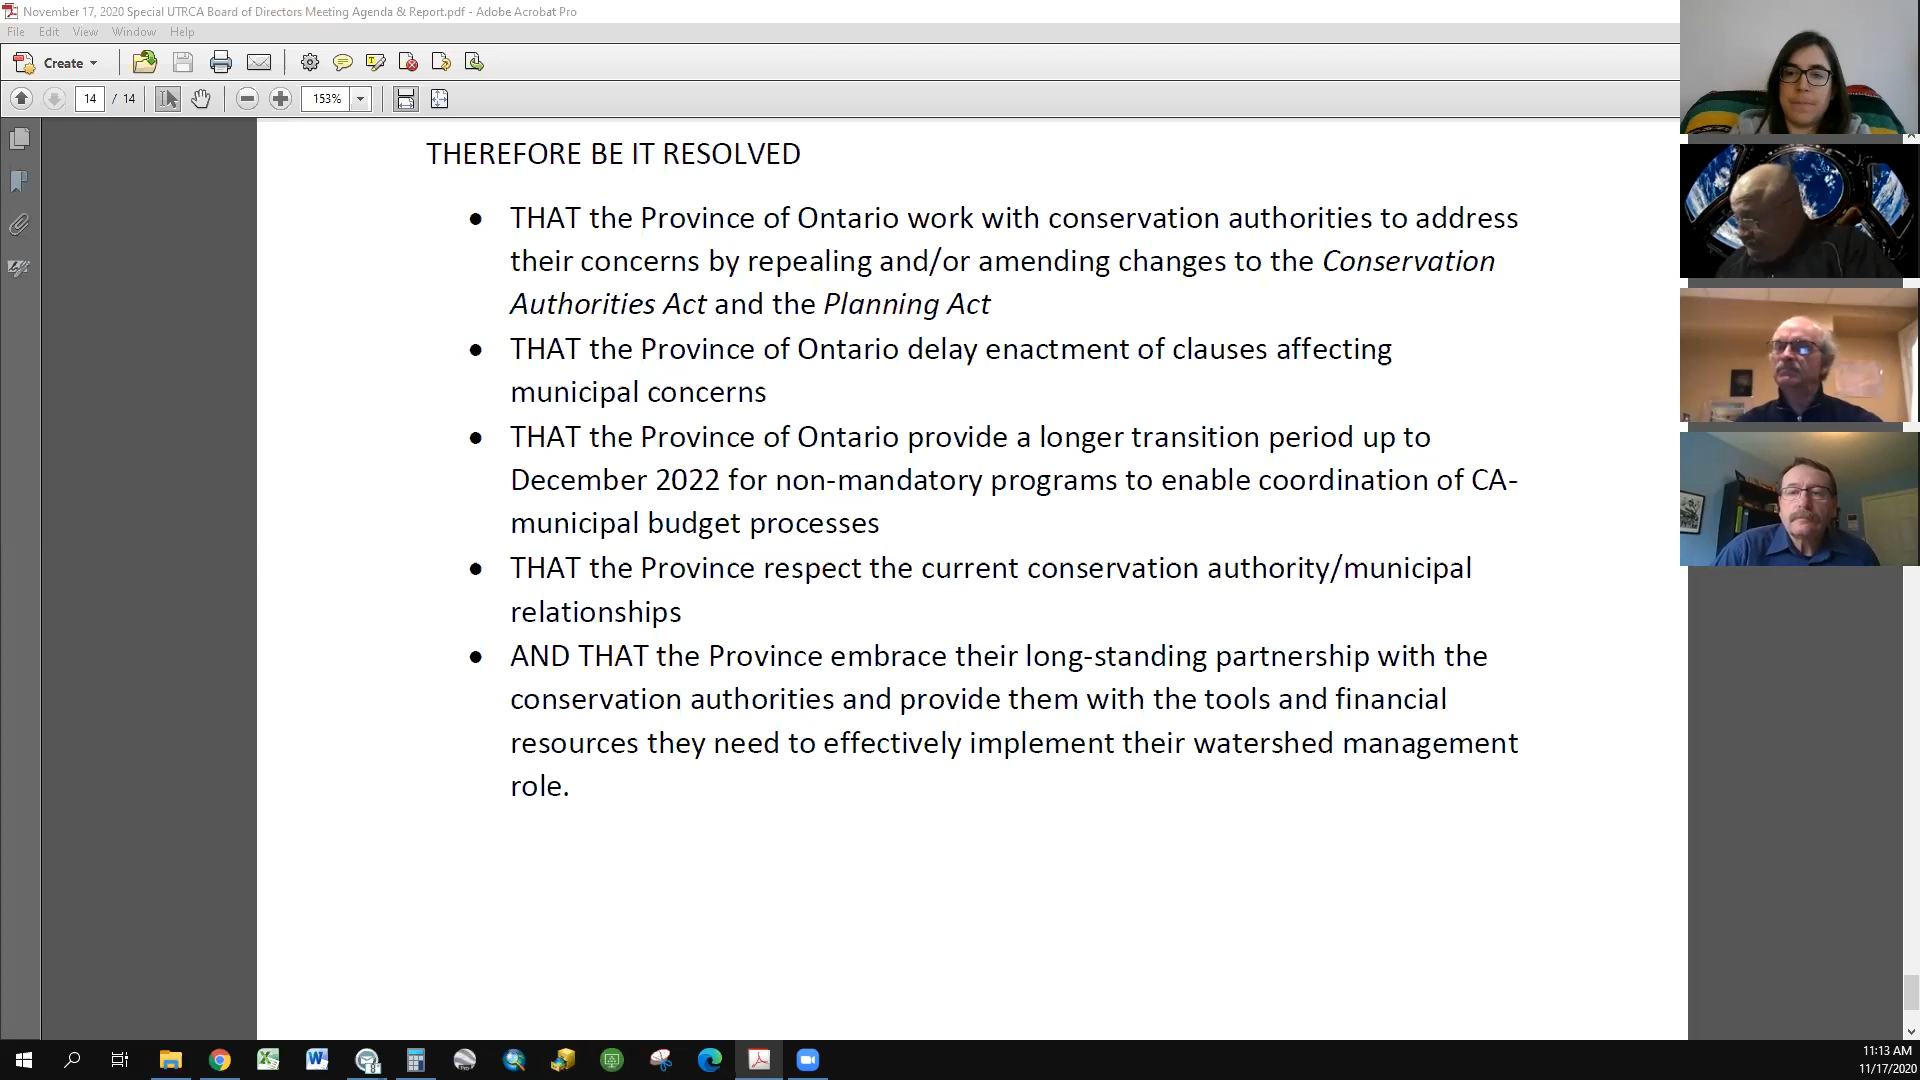 November 17, 2020 Special UTRCA Board of Directors Meeting Agenda & Report.pdf - Adobe Acrobat Pro
File Edit View Window Help
Create
14 / 14 153%
THEREFORE BE IT RESOLVED
• THAT the Province of Ontario work with conservation authorities to address
their concerns by repealing and/or amending changes to the Conservation
Authorities Act and the Planning Act
• THAT the Province of Ontario delay enactment of clauses affecting
municipal concerns
• THAT the Province of Ontario provide a longer transition period up to
December 2022 for non-mandatory programs to enable coordination of CA-
municipal budget processes
• THAT the Province respect the current conservation authority/municipal
relationships
• AND THAT the Province embrace their long-standing partnership with the
conservation authorities and provide them with the tools and financial
resources they need to effectively implement their watershed management
role.
11:13 AM
11/17/2020